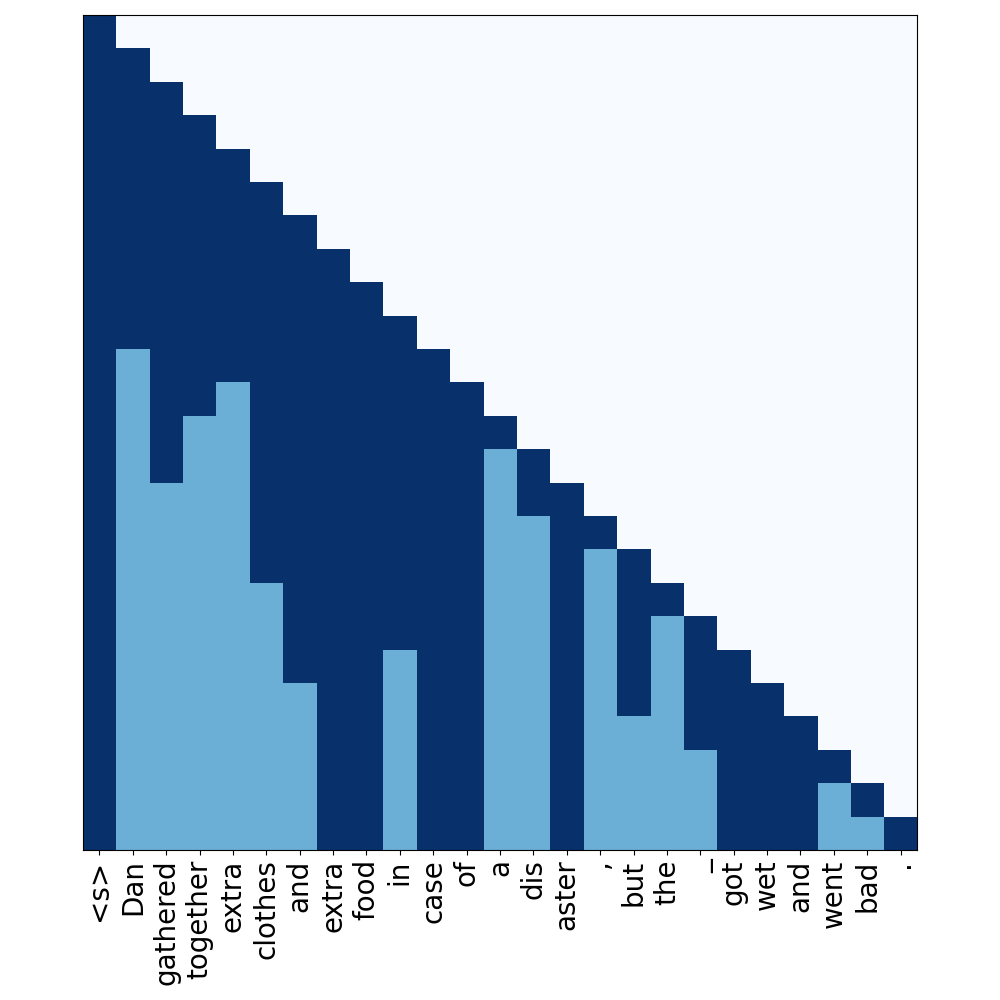 <s>
Dan
gathered
together
extra
clothes
and
extra
food
in
case
of
a
dis
aster
,
but
the
_
got
wet
and
went
bad
.